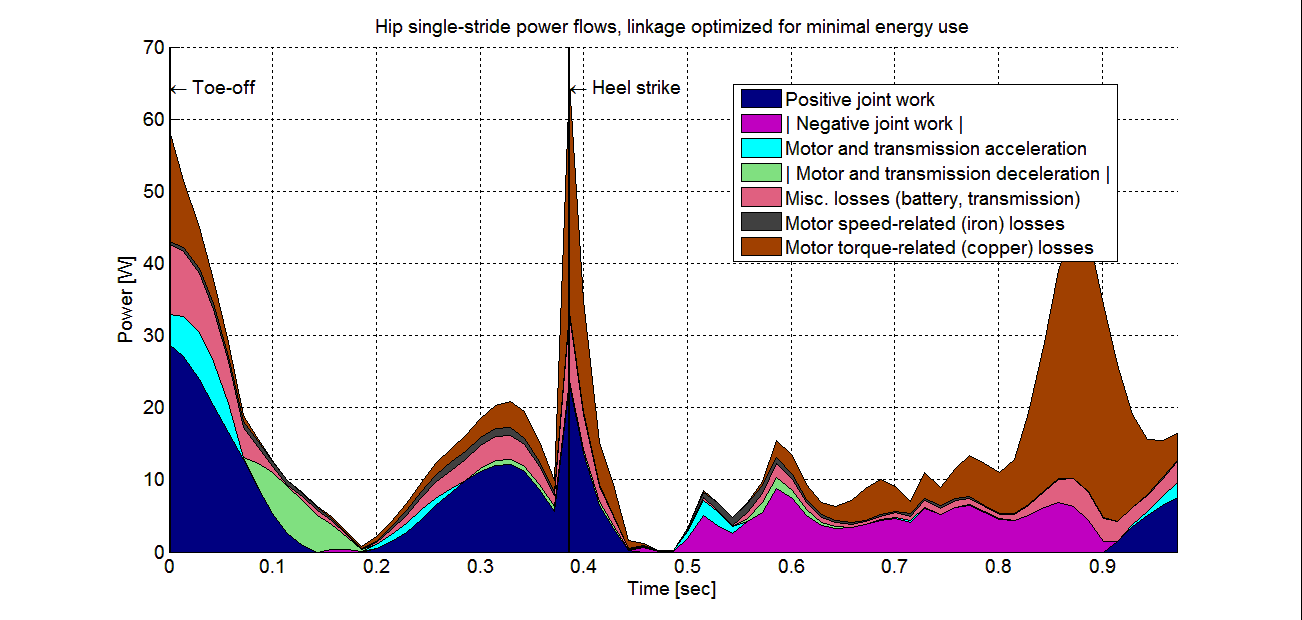 Hip single-stride power flows, linkage optimized for minimal energy use
70
60
50
40
30
20
10
0
Power [W]
← Toe-off
← Heel strike
Positive joint work
| Negative joint work |
Motor and transmission acceleration
| Motor and transmission deceleration |
Misc. losses (battery, transmission)
Motor speed-related (iron) losses
Motor torque-related (copper) losses
0 0.1 0.2 0.3 0.4 0.5 0.6 0.7 0.8 0.9
Time [sec]